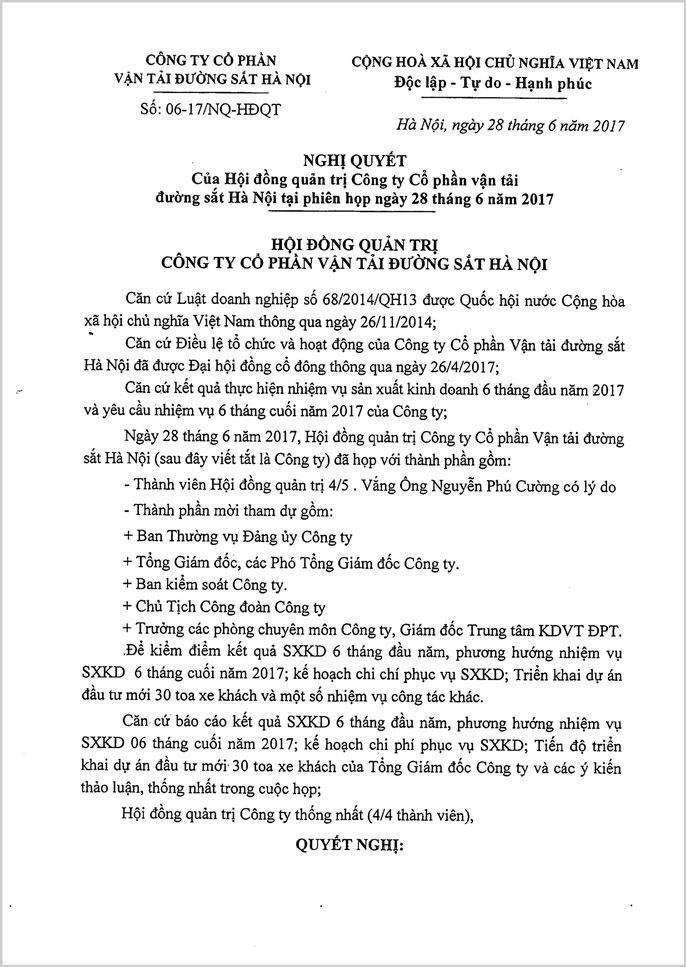 CÔNG TY CỔ PHẦN
VẬN TẢI ĐƯỜNG SẮT HÀ NỘI
Số: 06-17/NQ-HĐQT
CỘNG HOÀ XÃ HỘI CHỦ NGHĨA VIỆT NAM
Độc lập - Tự do - Hạnh phúc
Hà Nội, ngày 28 tháng 6 năm 2017
NGHỊ QUYẾT
Của Hội đồng quản trị Công ty Cổ phần vận tải
đường sắt Hà Nội tại phiên họp ngày 28 tháng 6 năm 2017
HỘI ĐỒNG QUẢN TRỊ
CÔNG TY CỔ PHẦN VẬN TẢI ĐƯỜNG SẮT HÀ NỘI
Căn cứ Luật doanh nghiệp số 68/2014/QH13 được Quốc hội nước Cộng hòa
xã hội chủ nghĩa Việt Nam thông qua ngày 26/11/2014;
Căn cứ Điều lệ tổ chức và hoạt động của Công ty Cổ phần Vận tải đường sắt
Hà Nội đã được Đại hội đồng cổ đông thông qua ngày 26/4/2017;
Căn cứ kết quả thực hiện nhiệm vụ sản xuất kinh doanh 6 tháng đầu năm 2017
và yêu cầu nhiệm vụ 6 tháng cuối năm 2017 của Công ty;
Ngày 28 tháng 6 năm 2017, Hội đồng quản trị Công ty Cổ phần Vận tải đường
sắt Hà Nội (sau đây viết tắt là Công ty) đã họp với thành phần gồm:
- Thành viên Hội đồng quản trị 4/5 . Vắng Ông Nguyễn Phú Cường có lý do
- Thành phần mời tham dự gồm:
+ Ban Thường vụ Đảng ủy Công ty
+ Tổng Giám đốc, các Phó Tổng Giám đốc Công ty.
+ Ban kiểm soát Công ty.
+ Chủ Tịch Công đoàn Công ty
+ Trưởng các phòng chuyên môn Công ty, Giám đốc Trung tâm KDVT ĐPT.
.Để kiểm điểm kết quả SXKD 6 tháng đầu năm, phương hướng nhiệm vụ
SXKD 6 tháng cuối năm 2017; kế hoạch chi chí phục vụ SXKD; Triển khai dự án
đầu tư mới 30 toa xe khách và một số nhiệm vụ công tác khác.
Căn cứ báo cáo kết quả SXKD 6 tháng đầu năm, phương hướng nhiệm vụ
SXKD 06 tháng cuối năm 2017; kế hoạch chi phí phục vụ SXKD; Tiến độ triển
khai dự án đầu tư mới 30 toa xe khách của Tổng Giám đốc Công ty và các ý kiến
thảo luận, thống nhất trong cuộc họp;
Hội đồng quản trị Công ty thống nhất (4/4 thành viên),
QUYẾT NGHỊ: